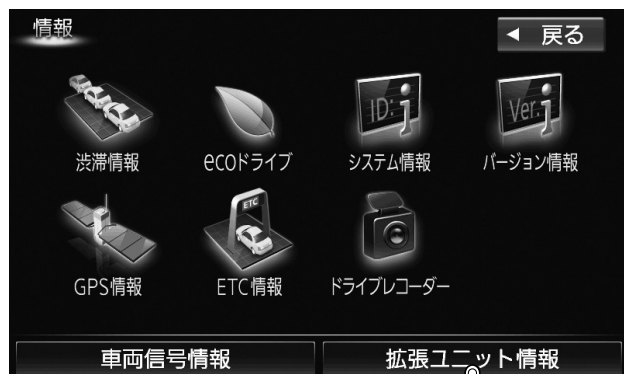 情報
◀ 戻る
渋滞情報
ecoドライブ
ID:i
システム情報
Ver.i
バージョン情報
GPS情報
ETC
ETC情報
ドライブレコーダー
車両信号情報
拡張ユニット情報